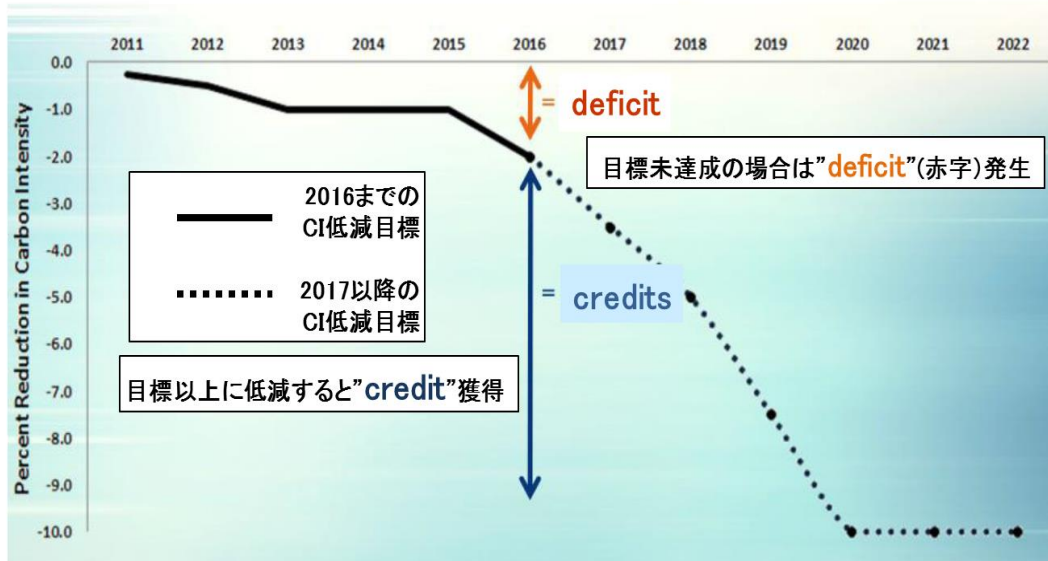 2011 2012 2013 2014 2015 2016 2017 2018 2019 2020 2021 2022
Percent Reduction in Carbon Intensity
0.0
-1.0
-2.0
-3.0
-4.0
-5.0
-6.0
-7.0
-8.0
-9.0
-10.0
= deficit
目標未達成の場合は"deficit"(赤字)発生
2016までの
CI低減目標
2017以降の
CI低減目標
= credits
目標以上に低減すると"credit"獲得